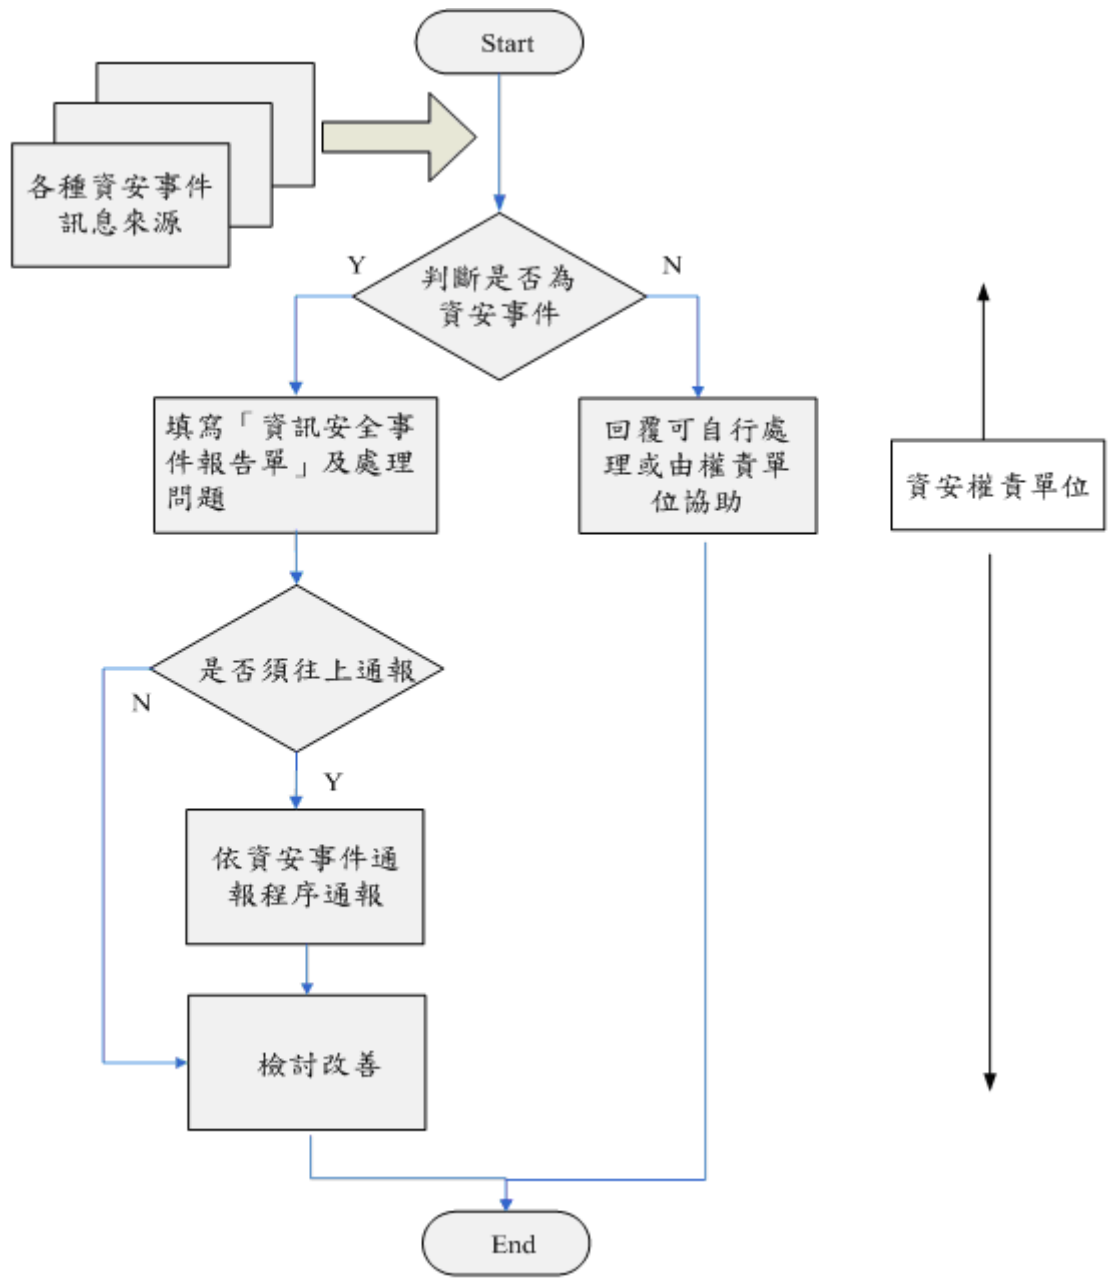 Start
各種資安事件
訊息來源
Y
N
判斷是否為
資安事件
填寫「資訊安全事
件報告單」及處理
問題
回覆可自行處
理或由權責單
位協助
資安權責單位
是否須往上通報
N
Y
依資安事件通
報程序通報
檢討改善
End